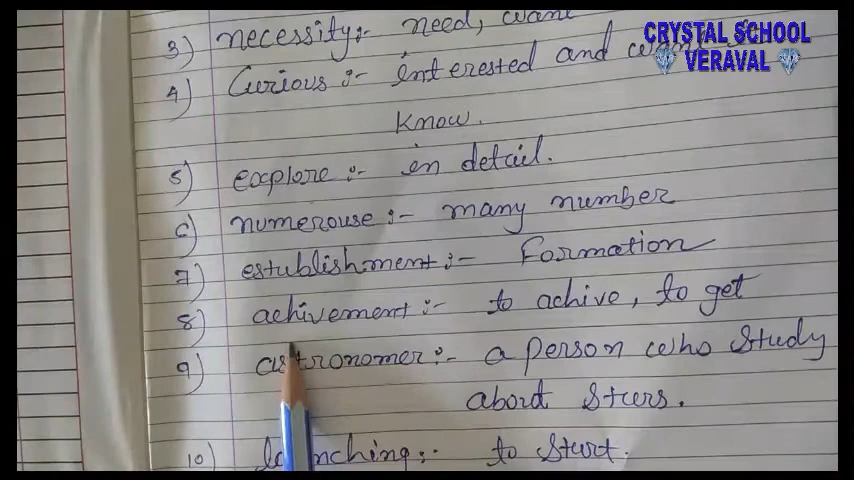 CRYSTAL SCHOOL
VERAVAL
3) necessity:- need, want
4) Curious :- interested and want
know.
5) explore :- in detail.
6) numerouse :- many number
7) establishment :- Formation
8) achivement :- to achive, to get
9) astronomer :- a person who study
about stars.
10) :- to start.